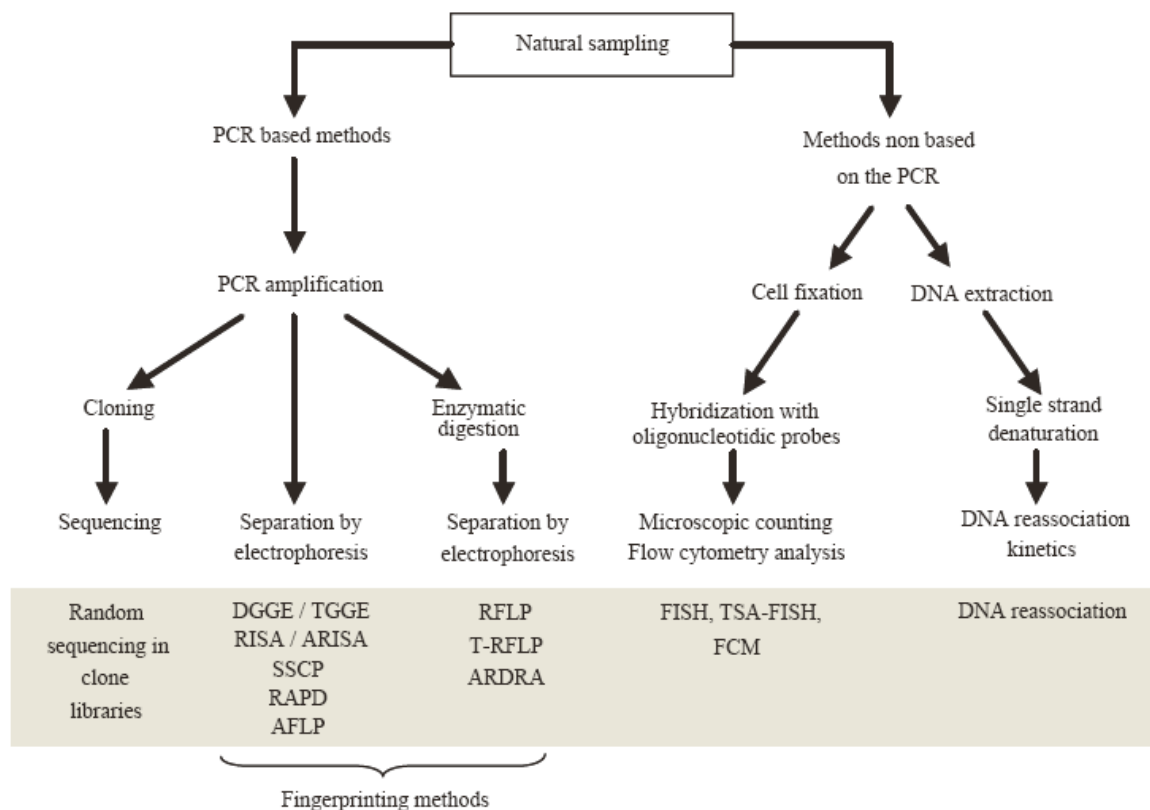 Natural sampling
PCR based methods
Methods non based
on the PCR
PCR amplification
Cell fixation
DNA extraction
Cloning
Enzymatic
digestion
Hybridization with
oligonucleotidic probes
Single strand
denaturation
Sequencing
Separation by
electrophoresis
Separation by
electrophoresis
Microscopic counting
Flow cytometry analysis
DNA reassociation
kinetics
Random
sequencing in
clone
libraries
DGGE / TGGE
RISA / ARISA
SSCP
RAPD
AFLP
RFLP
T-RFLP
ARDRA
FISH, TSA-FISH,
FCM
DNA reassociation
Fingerprinting methods